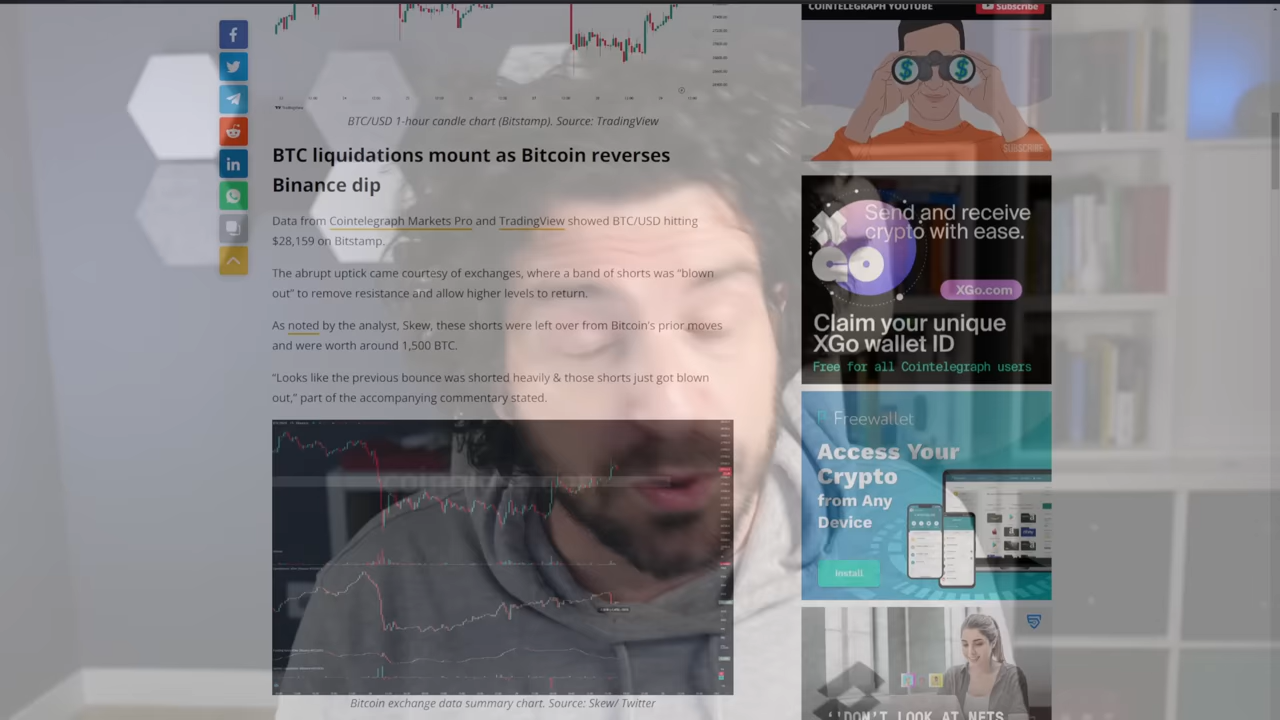 COINTELEGRAPH YOUTUBE
Subscribe
TradingView
BTC/USD 1-hour candle chart (Bitstamp). Source: TradingView
SUBSCRIBE
BTC liquidations mount as Bitcoin reverses
Binance dip
Data from Cointelegraph Markets Pro and TradingView showed BTC/USD hitting
$28,159 on Bitstamp.
The abrupt uptick came courtesy of exchanges, where a band of shorts was “blown
out” to remove resistance and allow higher levels to return.
As noted by the analyst, Skew, these shorts were left over from Bitcoin’s prior moves
and were worth around 1,500 BTC.
“Looks like the previous bounce was shorted heavily & those shorts just got blown
out,” part of the accompanying commentary stated.
Bitcoin exchange data summary chart. Source: Skew/ Twitter
Send and receive
crypto with ease.
GO
XGo.com
Claim your unique
XGo wallet ID
Free for all Cointelegraph users
Freewallet
Access Your
Crypto
from Any
Device
Install
''DON'T LOOK AT NFTS